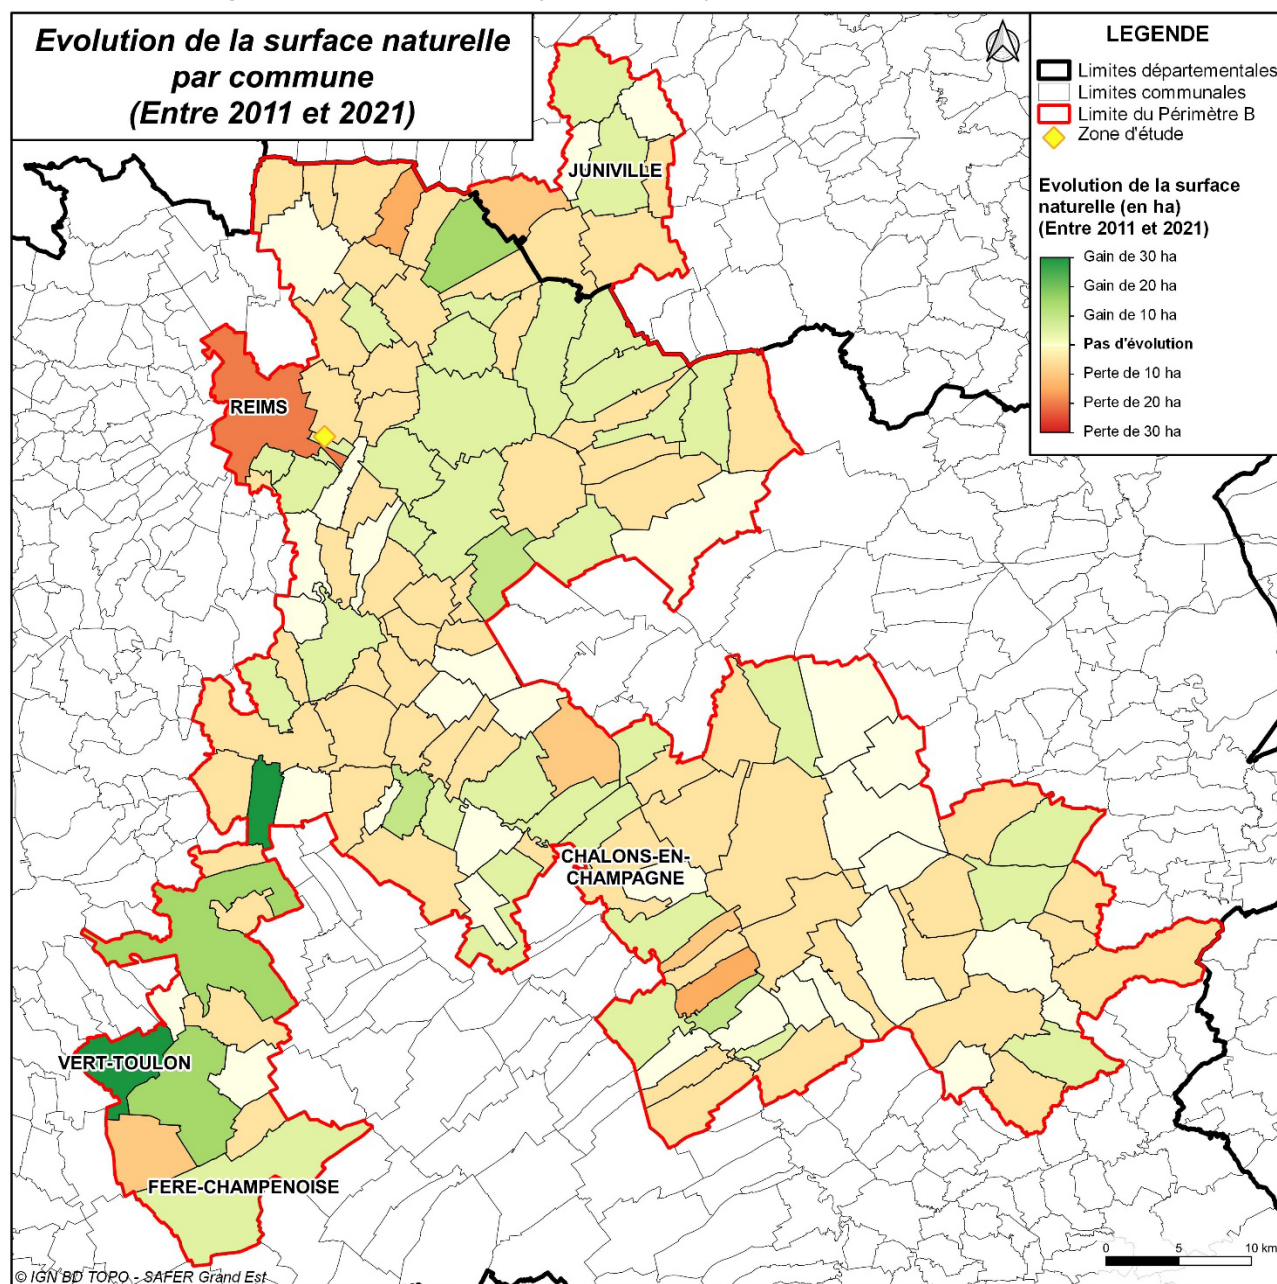 Evolution de la surface naturelle
par commune
(Entre 2011 et 2021)
LEGENDE
Limites départementales
Limites communales
Limite du Périmètre B
Zone d'étude
Evolution de la surface
naturelle (en ha)
(Entre 2011 et 2021)
Gain de 30 ha
Gain de 20 ha
Gain de 10 ha
Pas d'évolution
Perte de 10 ha
Perte de 20 ha
Perte de 30 ha
JUNIVILLE
REIMS
CHALONS-EN-
CHAMPAGNE
VERT-TOULON
FERE-CHAMPENOISE
0 5 10 km
© IGN BD TOPO - SAFER Grand Est